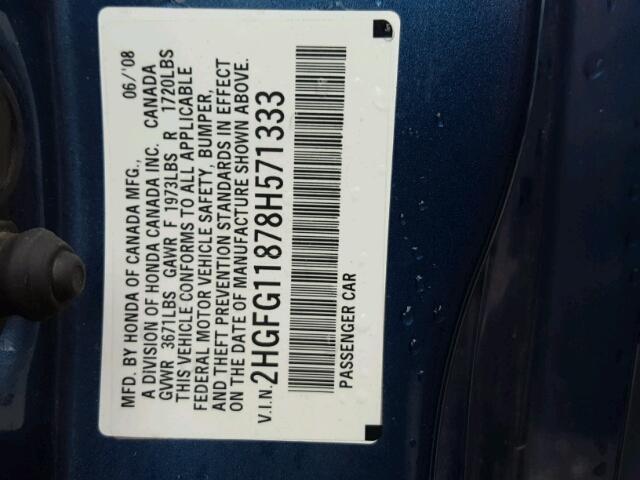 MFD. BY HONDA OF CANADA MFG., 06/'08
A DIVISION OF HONDA CANADA INC. CANADA
GVWR 3671LBS GAWR F 1973LBS R 1720LBS
THIS VEHICLE CONFORMS TO ALL APPLICABLE
FEDERAL MOTOR VEHICLE SAFETY, BUMPER,
AND THEFT PREVENTION STANDARDS IN EFFECT
ON THE DATE OF MANUFACTURE SHOWN ABOVE.
V.I.N. 2HGFG11878H571333
PASSENGER CAR